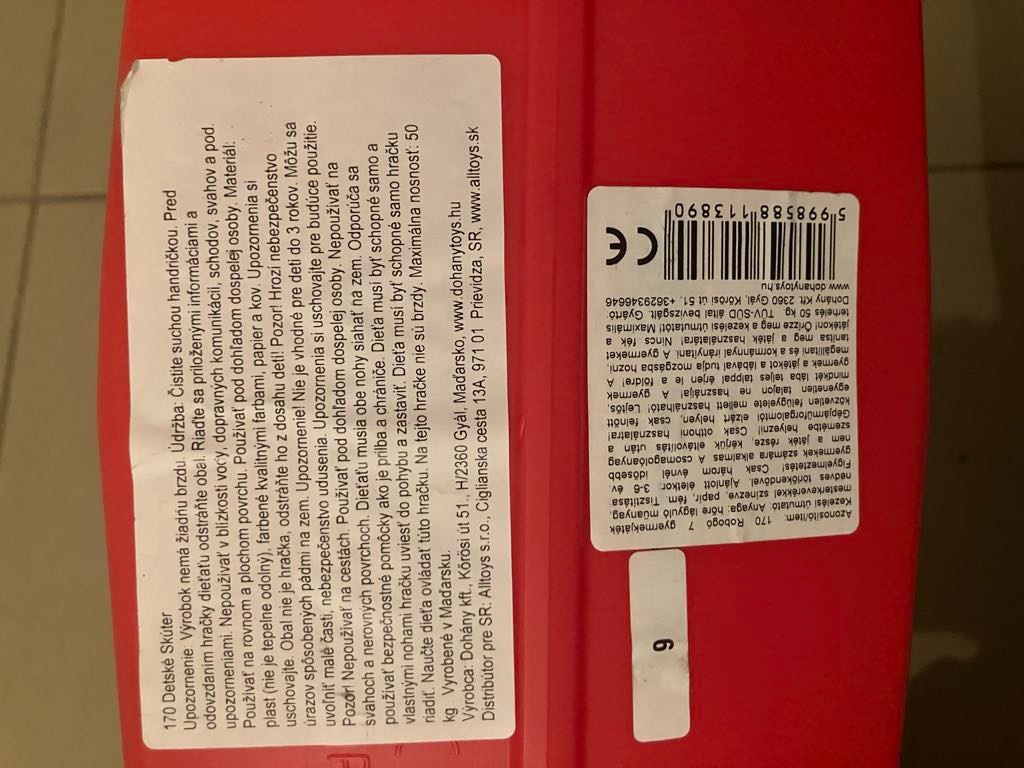 170 Detské Skúter
Upozornenie Vyrobok nemá žiadnu brzdu. Údržba: Čistite suchou handričkou. Pred
odovzdaním hračky dieťaťu odstráňte obal. Riaďte sa priloženými informáciami a
upozorneniami. Nepoužívať v blízkosti vody, dopravných komunikácií, schodov, svahov a pod.
Používať na rovnom a plochom povrchu. Používať pod dohľadom dospelej osoby. Materiál:
plast (nie je tepelne odolný), farbené kvalitnými farbami, papier a kov. Upozornenia si
uschovajte. Obal nie je hračka, odstráňte ho z dosahu detí! Pozor! Hrozí nebezpečenstvo
úrazov spôsobených pádmi na zem. Upozornenie! Nie je vhodné pre deti do 3 rokov. Môžu sa
uvoľniť malé časti, nebezpečenstvo udusenia. Upozornenia si uschovajte pre budúce použitie.
Pozor! Nepoužívať na cestách. Používať pod dohľadom dospelej osoby. Nepoužívať na
svahoch a nerovných povrchoch. Dieťaťu musia obe nohy siahať na zem. Odporúča sa
používať bezpečnostné pomôcky ako je prilba a chrániče. Dieťa musí byť schopné samo a
vlastnými nohami hračku uviesť do pohybu a zastaviť. Dieťa musí byť schopné samo hračku
riadiť. Naučte dieťa ovládať túto hračku. Na tejto hračke nie sú brzdy. Maximálna nosnosť: 50
kg Vyrobené v Maďarsku.
Výrobca: Dohány kft., Kőrösi út 51., H/2360 Gyál, Maďarsko, www.dohanytoys.hu
Distribútor pre SR: Alltoys s.r.o., Ciglianska cesta 13A, 971 01 Prievidza, SR, www.alltoys.sk
Azonosító/item: 170 Robogó 7 gyermekjáték
Kezelési útmutató: Anyaga: hőre lágyuló műanyag,
mesterkeverékkel színezve, papír, fém. Tisztítása:
nedves törlőkendővel. Ajánlott életkor: 3-6 év.
Figyelmeztetés! Csak három évnél idősebb
gyermekek számára alkalmas A csomagolóanyag
nem a játék része, kérjük eltávolítás után a
szemétbe helyezni! Csak otthoni használatra!
Gépjárműforgalomtól elzárt helyen, csak felnőtt
közvetlen felügyelete mellett használható! Lejtős,
egyenetlen talajon ne használja! A gyermek
mindkét lába teljes talppal érjen le a földre! A
gyermek a játékot a lábával tudja mozgásba hozni,
megállítani és a kormánnyal irányítani. A gyermeket
tanítsa meg a játék használatára! Nincs fék a
játékon! Őrizze meg a kezelési útmutatót! Maximális
terhelés 50 kg. TÜV-SÜD által bevizsgált. Gyártó:
Dohány Kft. 2360 Gyál, Kőrösi út 51. +3629346646
www.dohanytoys.hu
CE
5 998588 113890
6